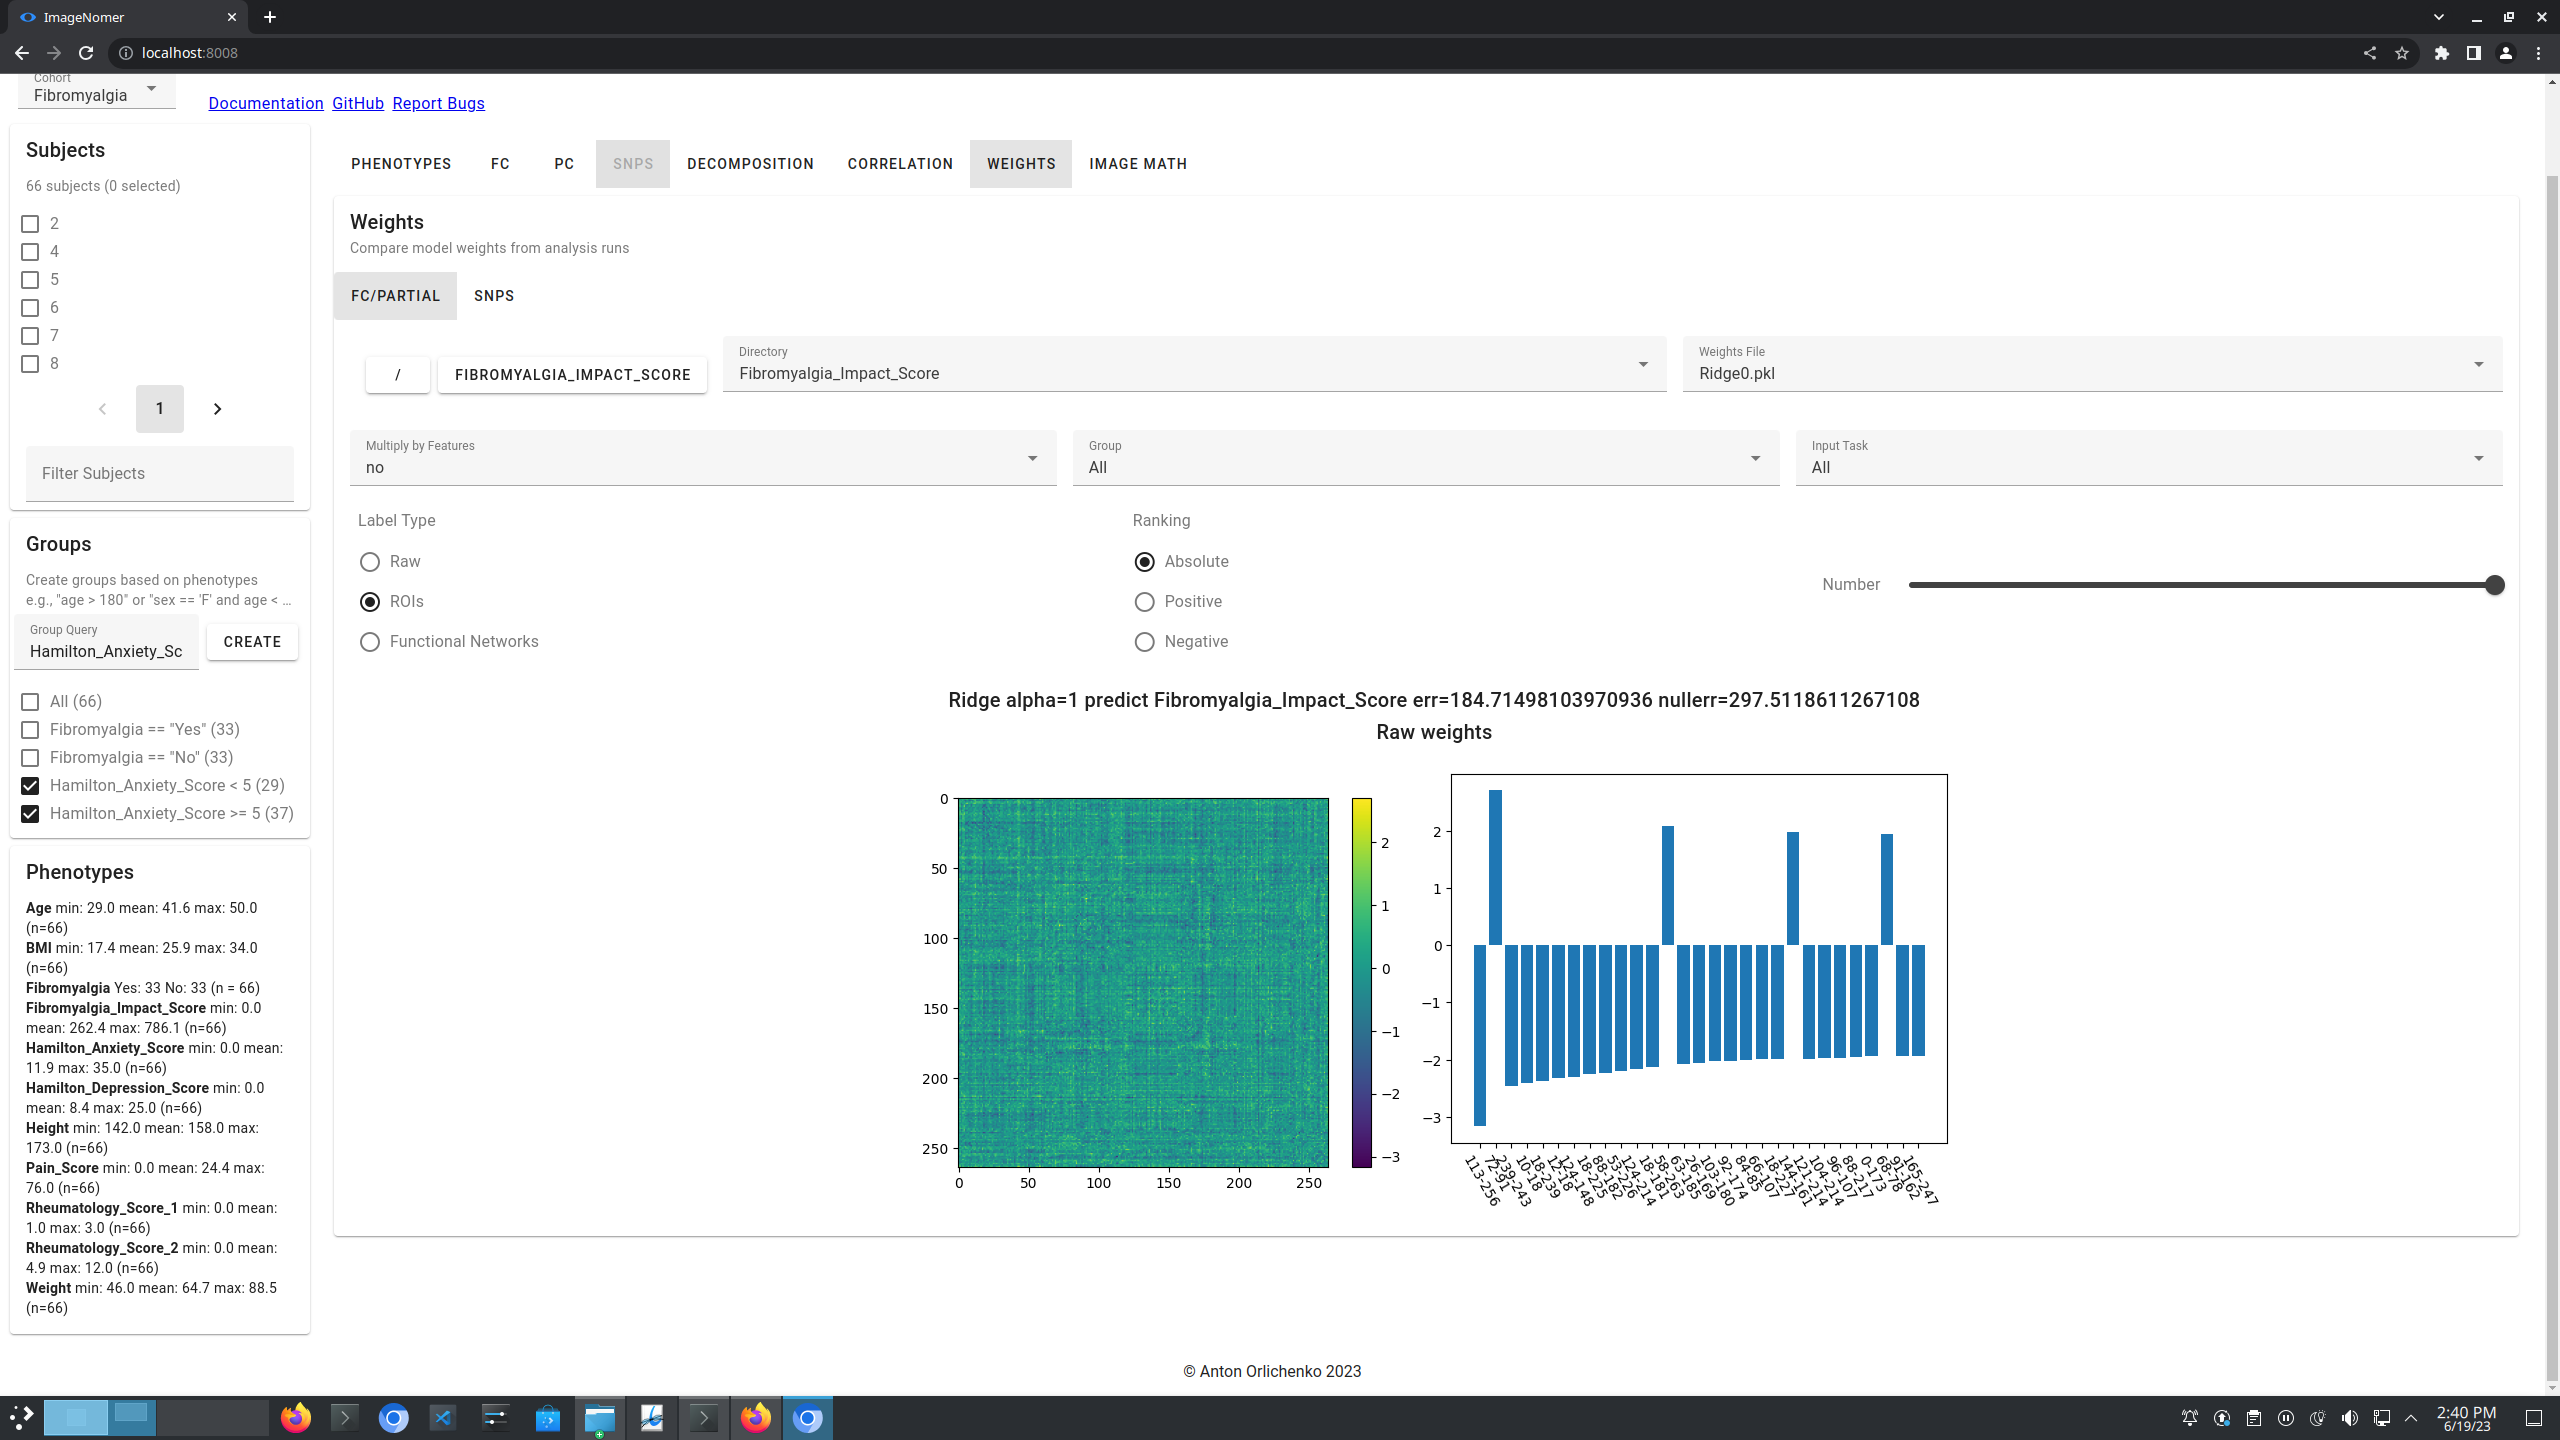 ImageNomer
localhost:8008
Cohort
Fibromyalgia
Documentation GitHub Report Bugs
Subjects
66 subjects (0 selected)
2
4
5
6
7
8
1
Filter Subjects
Groups
Create groups based on phenotypes
e.g., "age > 180" or "sex == 'F' and age < …
Group Query
Hamilton_Anxiety_Sc
CREATE
All (66)
Fibromyalgia == "Yes" (33)
Fibromyalgia == "No" (33)
Hamilton_Anxiety_Score < 5 (29)
Hamilton_Anxiety_Score >= 5 (37)
Phenotypes
Age min: 29.0 mean: 41.6 max: 50.0
(n=66)
BMI min: 17.4 mean: 25.9 max: 34.0
(n=66)
Fibromyalgia Yes: 33 No: 33 (n = 66)
Fibromyalgia_Impact_Score min: 0.0
mean: 262.4 max: 786.1 (n=66)
Hamilton_Anxiety_Score min: 0.0 mean:
11.9 max: 35.0 (n=66)
Hamilton_Depression_Score min: 0.0
mean: 8.4 max: 25.0 (n=66)
Height min: 142.0 mean: 158.0 max:
173.0 (n=66)
Pain_Score min: 0.0 mean: 24.4 max:
76.0 (n=66)
Rheumatology_Score_1 min: 0.0 mean:
1.0 max: 3.0 (n=66)
Rheumatology_Score_2 min: 0.0 mean:
4.9 max: 12.0 (n=66)
Weight min: 46.0 mean: 64.7 max: 88.5
(n=66)
PHENOTYPES FC PC SNPS DECOMPOSITION CORRELATION WEIGHTS IMAGE MATH
Weights
Compare model weights from analysis runs
FC/PARTIAL SNPS
/ FIBROMYALGIA_IMPACT_SCORE
Directory
Fibromyalgia_Impact_Score
Weights File
Ridge0.pkl
Multiply by Features
no
Group
All
Input Task
All
Label Type
Raw
ROIs
Functional Networks
Ranking
Absolute
Positive
Negative
Number
Ridge alpha=1 predict Fibromyalgia_Impact_Score err=184.71498103970936 nullerr=297.5118611267108
Raw weights
0
50
100
150
200
250
0 50 100 150 200 250
2
1
0
−1
−2
−3
2
1
0
−1
−2
−3
113-256
72-91
239-243
10-18
18-239
12-18
124-148
18-225
88-182
53-226
124-214
18-181
58-263
63-185
26-169
103-180
92-174
84-85
66-107
18-227
144-161
121-214
104-214
96-107
88-217
0-173
68-78
91-162
165-247
© Anton Orlichenko 2023
2:40 PM
6/19/23